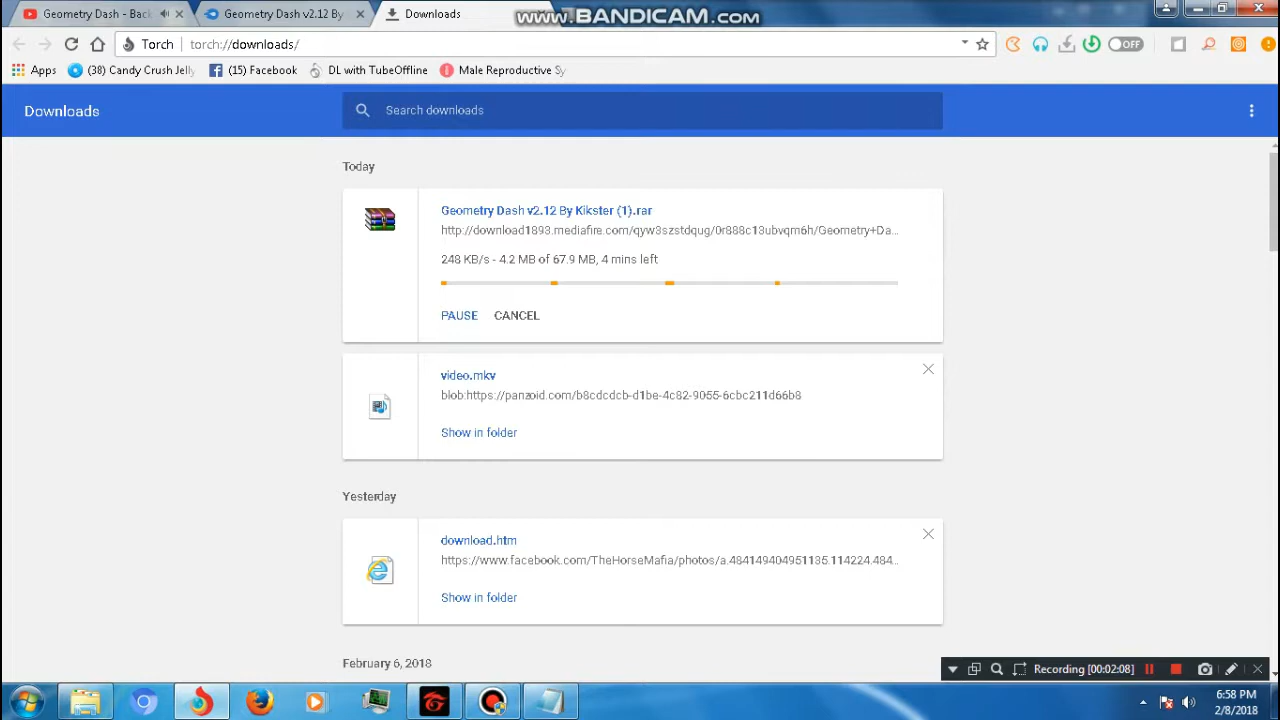 Geometry Dash - Back
Geometry Dash v2.12 By
Downloads
www.BANDICAM.com
Torch
torch://downloads/
OFF
Apps
(38) Candy Crush Jelly
(15) Facebook
DL with TubeOffline
Male Reproductive Sy
Downloads
Search downloads
Today
Geometry Dash v2.12 By Kikster (1).rar
http://download1893.mediafire.com/qyw3szstdqug/0r888c13ubvqm6h/Geometry+Da...
248 KB/s - 4.2 MB of 67.9 MB, 4 mins left
PAUSE
CANCEL
video.mkv
blob:https://panzoid.com/b8cdcdcb-d1be-4c82-9055-6cbc211d66b8
Show in folder
Yesterday
download.htm
https://www.facebook.com/TheHorseMafia/photos/a.484149404951135.114224.484...
Show in folder
February 6, 2018
Recording [00:02:08]
6:58 PM
2/8/2018